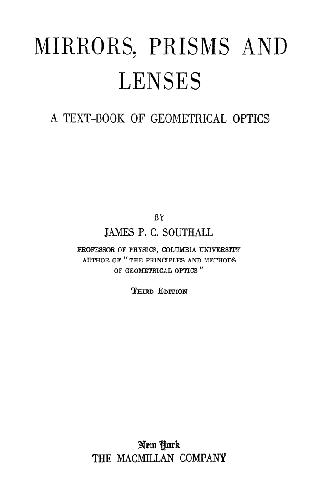 MIRRORS, PRISMS AND
LENSES
A TEXT-BOOK OF GEOMETRICAL OPTICS
BY
JAMES P. C. SOUTHALL
PROFESSOR OF PHYSICS, COLUMBIA UNIVERSITY
AUTHOR OF "THE PRINCIPLES AND METHODS
OF GEOMETRICAL OPTICS"
THIRD EDITION
New York
THE MACMILLAN COMPANY